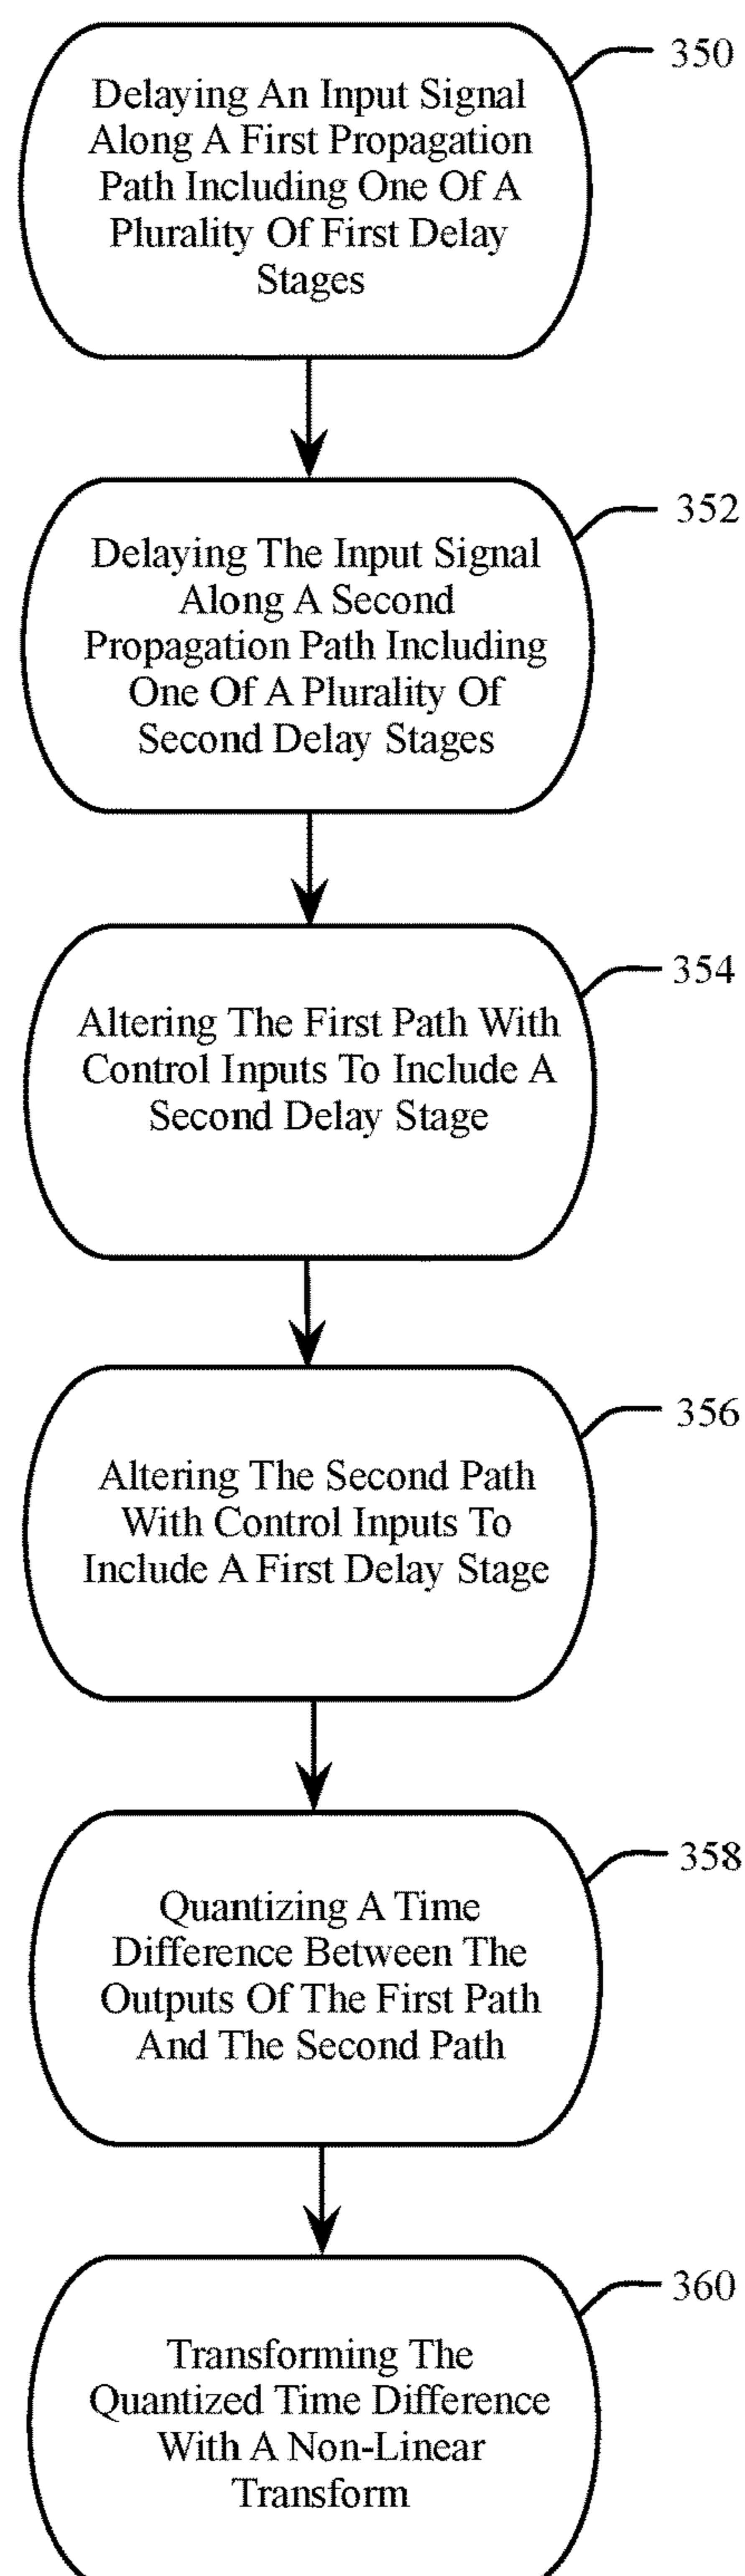 350
Delaying An Input Signal
Along A First Propagation
Path Including One Of A
Plurality Of First Delay
Stages
352
Delaying The Input Signal
Along A Second
Propagation Path Including
One Of A Plurality Of
Second Delay Stages
354
Altering The First Path With
Control Inputs To Include A
Second Delay Stage
356
Altering The Second Path
With Control Inputs To
Include A First Delay Stage
358
Quantizing A Time
Difference Between The
Outputs Of The First Path
And The Second Path
360
Transforming The
Quantized Time Difference
With A Non-Linear
Transform